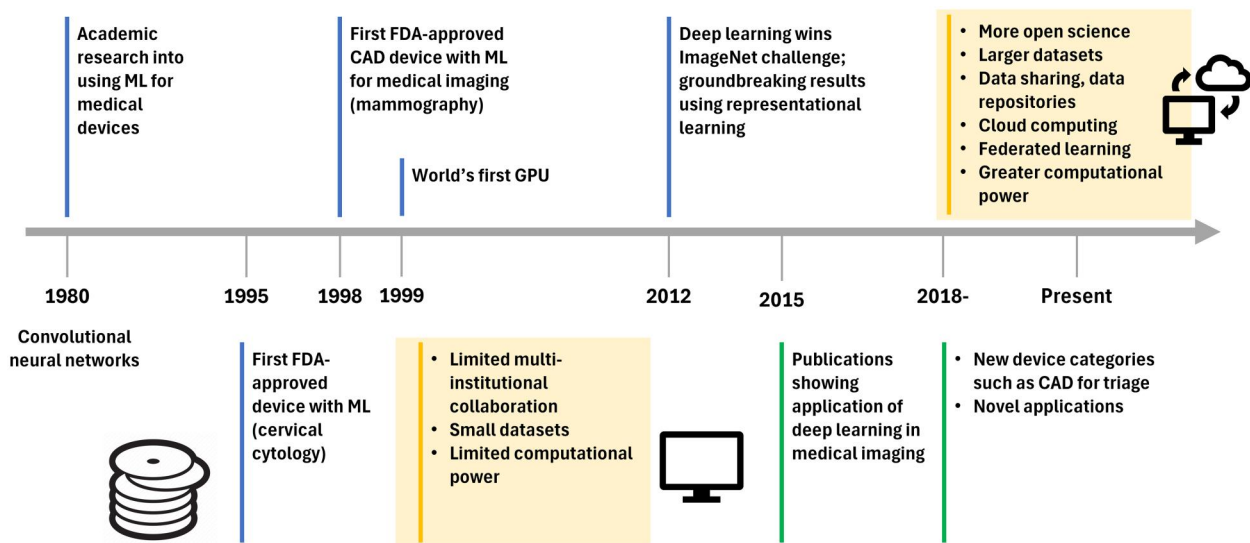 Academic
research into
using ML for
medical
devices
First FDA-approved
CAD device with ML
for medical imaging
(mammography)
World's first GPU
Deep learning wins
ImageNet challenge;
groundbreaking results
using representational
learning
• More open science
• Larger datasets
• Data sharing, data
repositories
• Cloud computing
• Federated learning
• Greater computational
power
1980
1995
1998
1999
2012
2015
2018-
Present
Convolutional
neural networks
First FDA-
approved
device with ML
(cervical
cytology)
• Limited multi-
institutional
collaboration
• Small datasets
• Limited computational
power
Publications
showing
application of
deep learning in
medical imaging
• New device categories
such as CAD for triage
• Novel applications